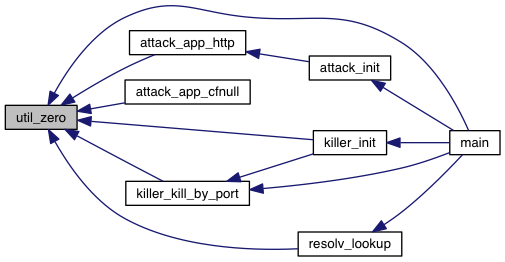 attack_app_http
attack_init
attack_app_cfnull
util_zero
killer_init
main
killer_kill_by_port
resolv_lookup